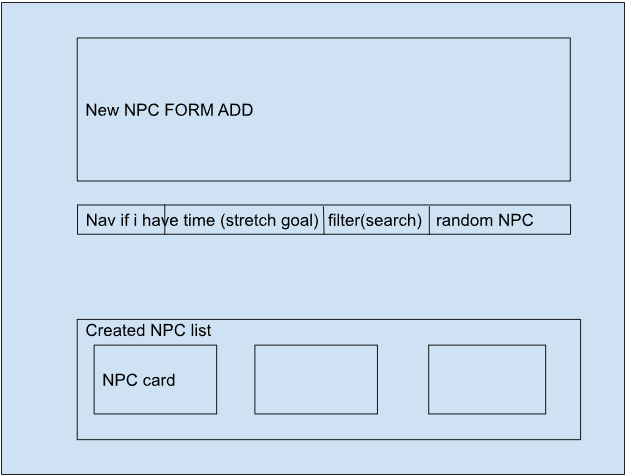 New NPC FORM ADD
Nav if i have time (stretch goal) filter(search) random NPC
Created NPC list
NPC card